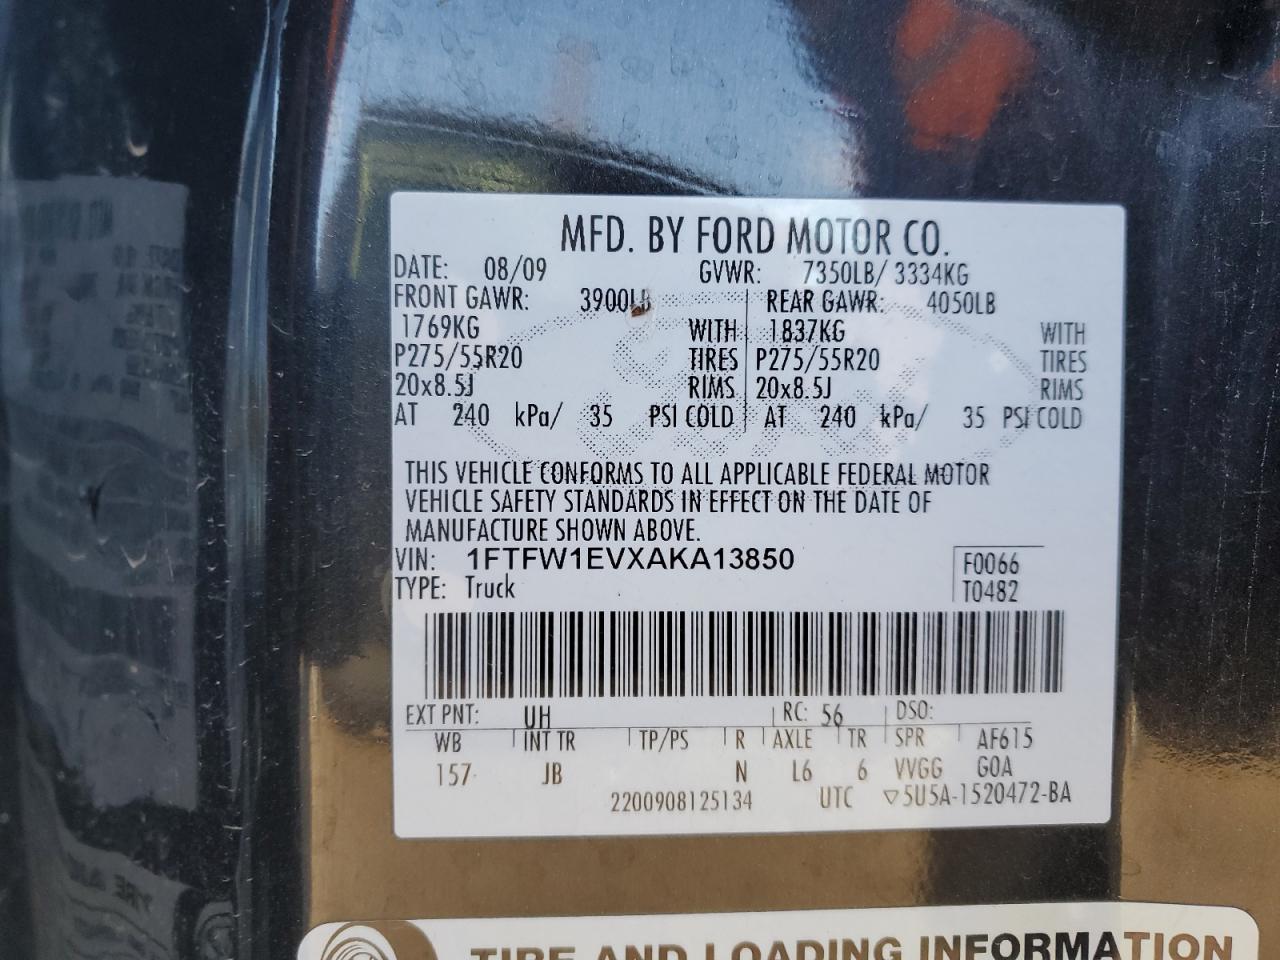 MFD. BY FORD MOTOR CO.
DATE: 08/09 GVWR: 7350LB/ 3334KG
FRONT GAWR: 3900LB REAR GAWR: 4050LB
1769KG WITH 1837KG WITH
P275/55R20 TIRES P275/55R20 TIRES
20x8.5J RIMS 20x8.5J RIMS
AT 240 kPa/ 35 PSI COLD AT 240 kPa/ 35 PSI COLD
THIS VEHICLE CONFORMS TO ALL APPLICABLE FEDERAL MOTOR
VEHICLE SAFETY STANDARDS IN EFFECT ON THE DATE OF
MANUFACTURE SHOWN ABOVE.
VIN: 1FTFW1EVXAKA13850 F0066
TYPE: Truck T0482
EXT PNT: UH RC: 56 DSO:
WB INT TR TP/PS R AXLE TR SPR AF615
157 JB N L6 6 VVGG G0A
2200908125134 UTC ▽5U5A-1520472-BA
TIRE AND LOADING INFORMATION